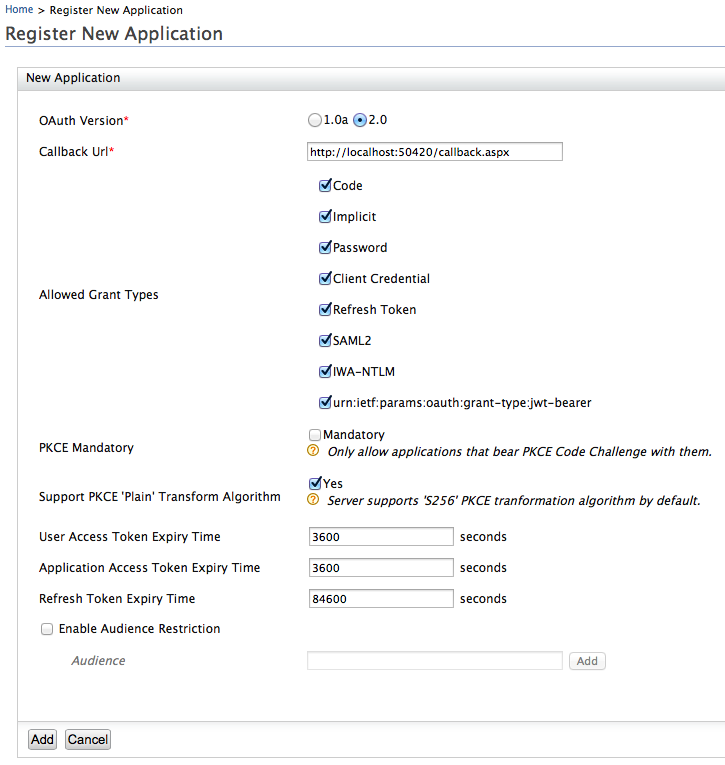 Home > Register New Application
Register New Application
New Application
OAuth Version* 1.0a 2.0
Callback Url* http://localhost:50420/callback.aspx
Code
Implicit
Password
Client Credential
Allowed Grant Types
Refresh Token
SAML2
IWA-NTLM
urn:ietf:params:oauth:grant-type:jwt-bearer
Mandatory
PKCE Mandatory
? Only allow applications that bear PKCE Code Challenge with them.
Yes
Support PKCE 'Plain' Transform Algorithm
? Server supports 'S256' PKCE tranformation algorithm by default.
User Access Token Expiry Time 3600 seconds
Application Access Token Expiry Time 3600 seconds
Refresh Token Expiry Time 84600 seconds
Enable Audience Restriction
Audience Add
Add Cancel